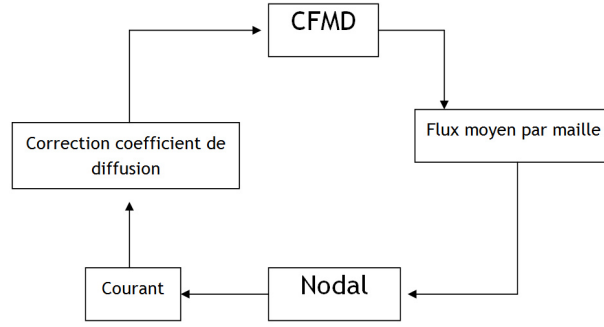 CFMD
Flux moyen par maille
Correction coefficient de
diffusion
Courant
Nodal